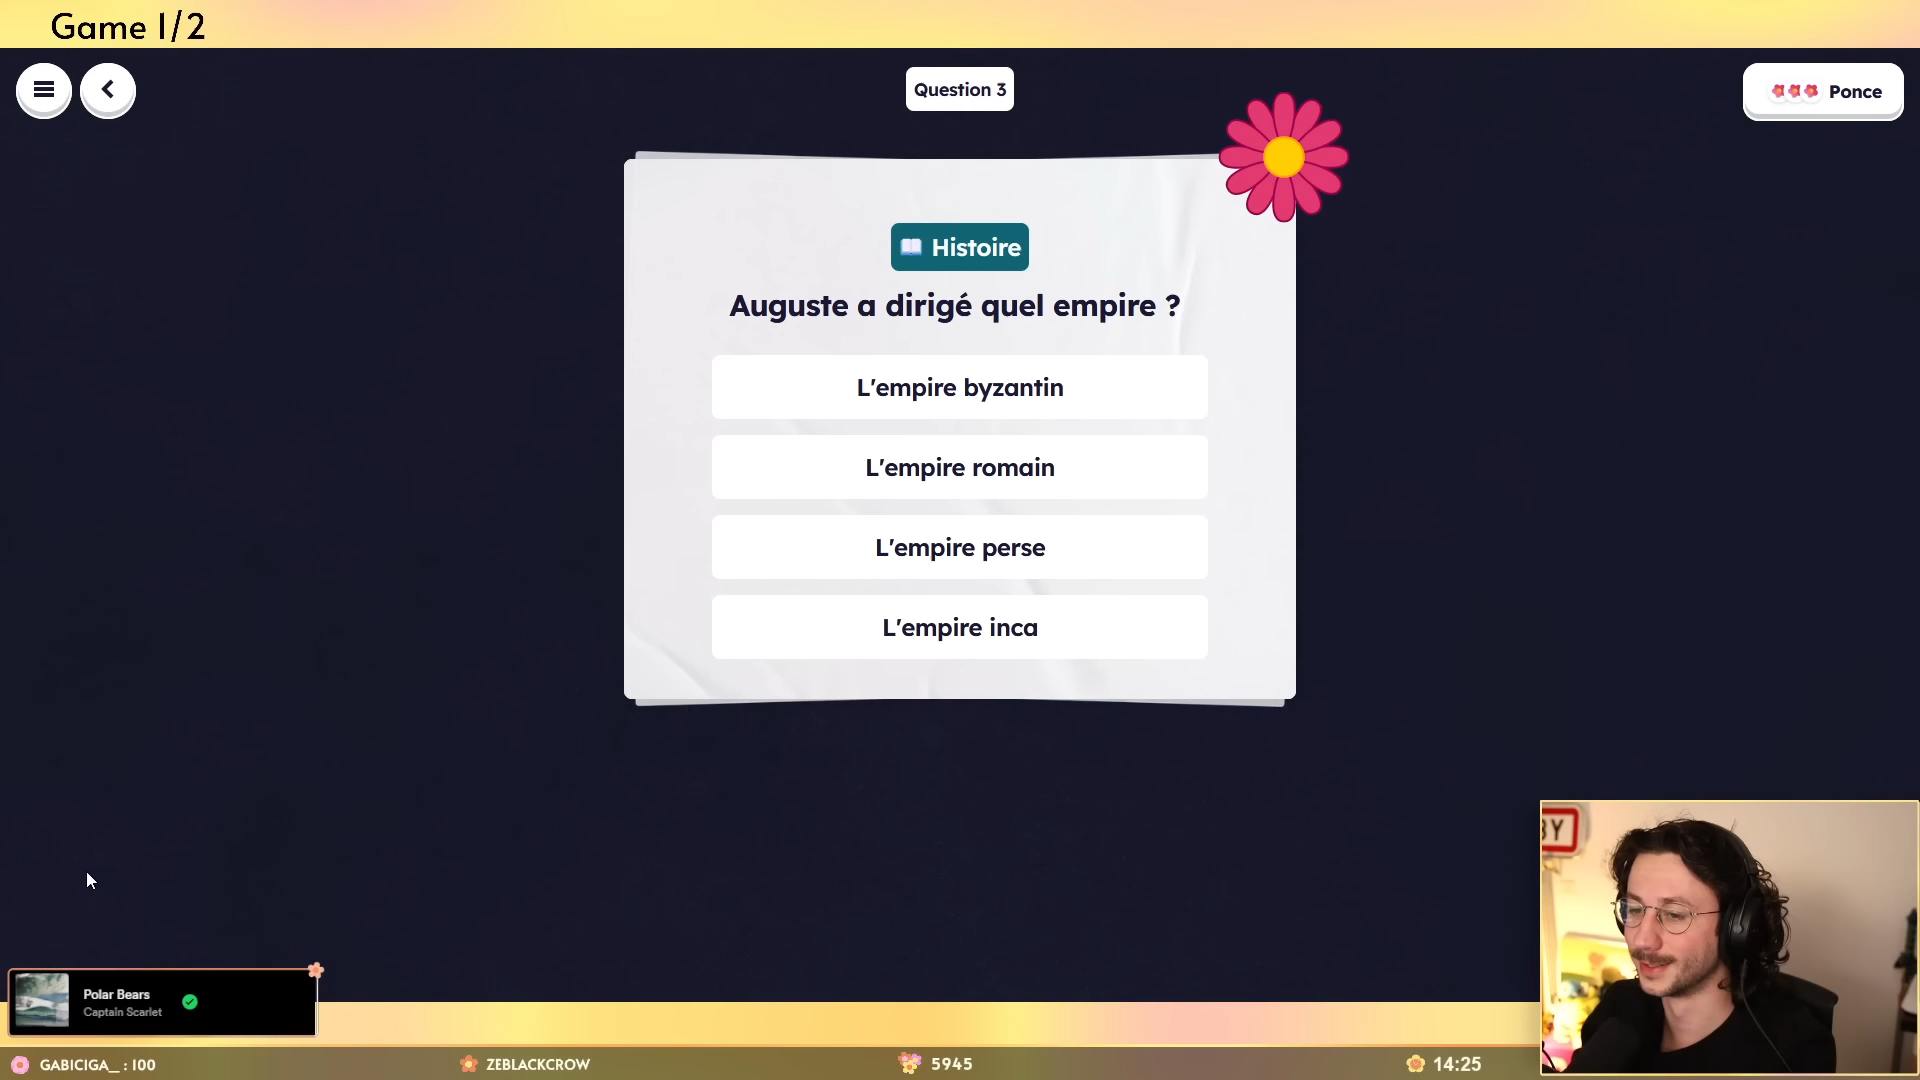 Game 1/2
Question 3
Ponce
Histoire
Auguste a dirigé quel empire ?
L'empire byzantin
L'empire romain
L'empire perse
L'empire inca
BY
Polar Bears
Captain Scarlet
GABICIGA_ : 100
ZEBLACKCROW
5945
14:25